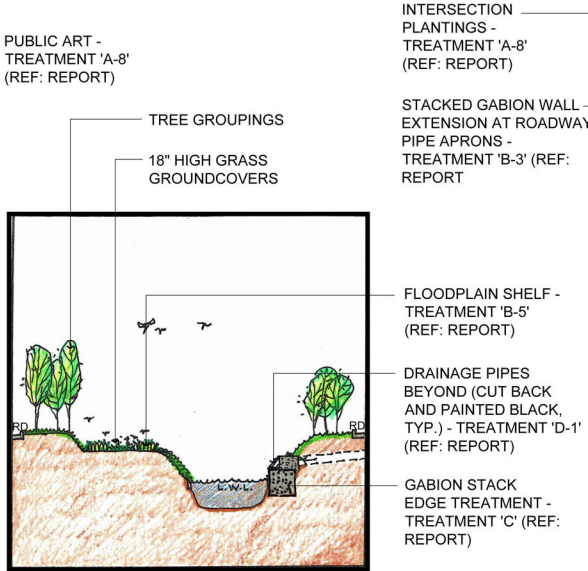 PUBLIC ART -
TREATMENT 'A-8'
(REF: REPORT)
INTERSECTION
PLANTINGS -
TREATMENT 'A-8'
(REF: REPORT)
STACKED GABION WALL -
EXTENSION AT ROADWAY
PIPE APRONS -
TREATMENT 'B-3' (REF:
REPORT
TREE GROUPINGS
18" HIGH GRASS
GROUNDCOVERS
FLOODPLAIN SHELF -
TREATMENT 'B-5'
(REF: REPORT)
DRAINAGE PIPES
BEYOND (CUT BACK
AND PAINTED BLACK,
TYP.) - TREATMENT 'D-1'
(REF: REPORT)
GABION STACK
EDGE TREATMENT -
TREATMENT 'C' (REF:
REPORT)
RD
RD
L.W.L.